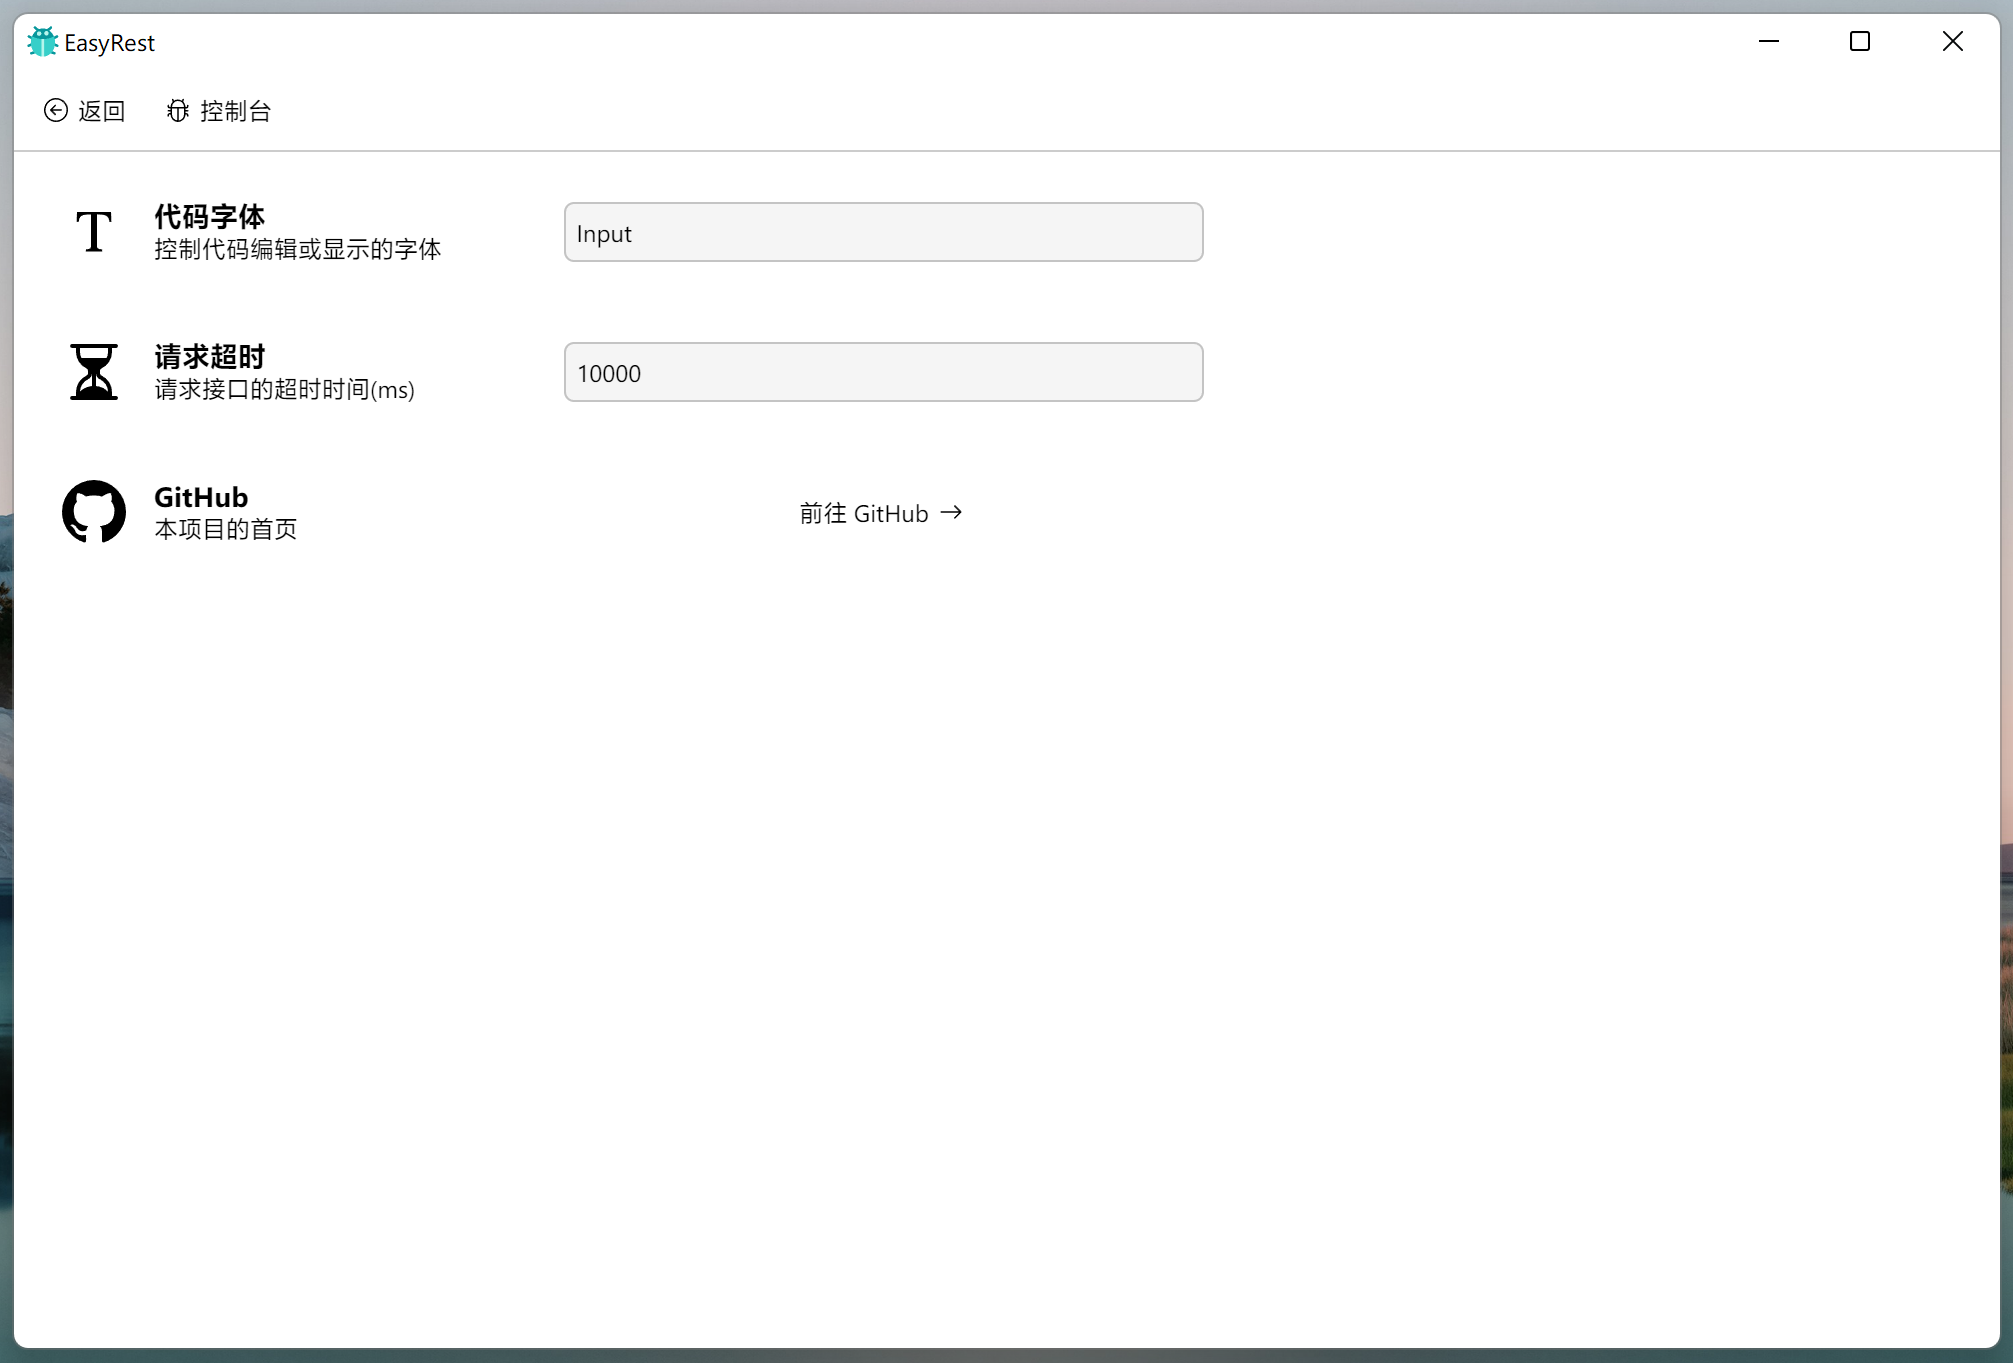 EasyRest
返回 控制台
代码字体
控制代码编辑或显示的字体
Input
请求超时
请求接口的超时时间(ms)
10000
GitHub
本项目的首页
前往 GitHub →